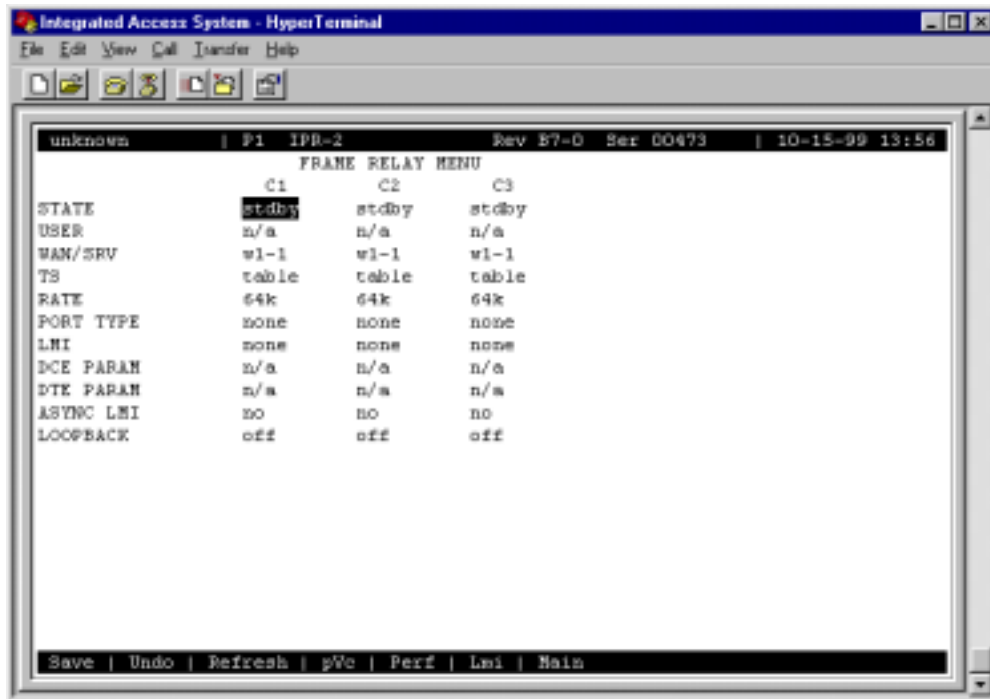 Integrated Access System - HyperTerminal
File Edit View Call Transfer Help
unknown | P1 IPR-2 Rev B7-0 Ser 00473 | 10-15-99 13:56
FRAME RELAY MENU
C1 C2 C3
STATE stdby stdby stdby
USER n/a n/a n/a
WAN/SRV w1-1 w1-1 w1-1
TS table table table
RATE 64k 64k 64k
PORT TYPE none none none
LMI none none none
DCE PARAM n/a n/a n/a
DTE PARAM n/a n/a n/a
ASYNC LMI no no no
LOOPBACK off off off
Save | Undo | Refresh | pVc | Perf | Lmi | Main